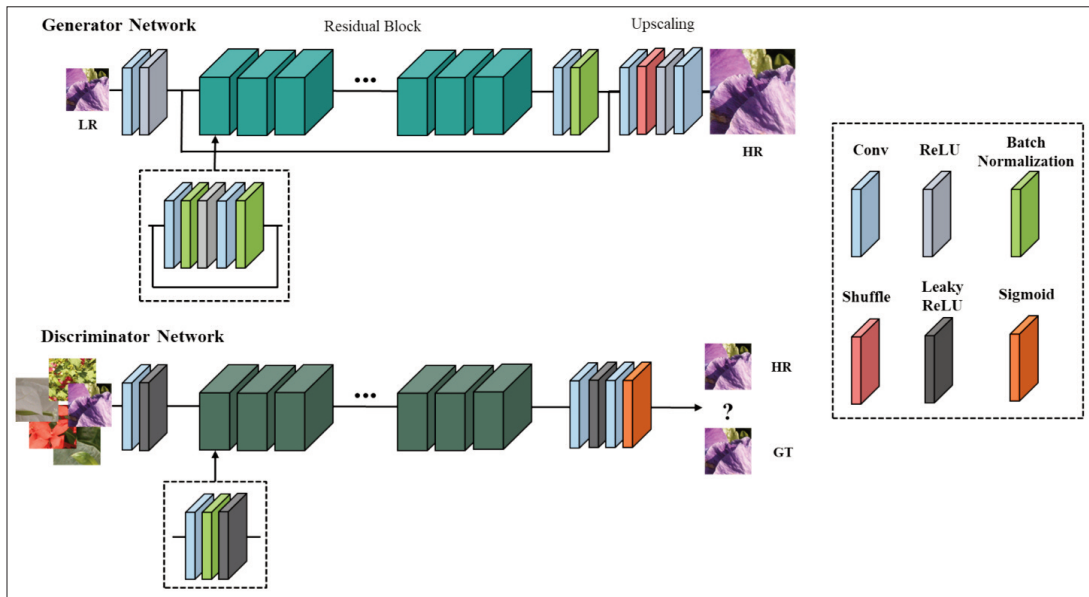 Generator Network
Residual Block
Upscaling
...
LR
HR
Conv
ReLU
Batch
Normalization
Shuffle
Leaky
ReLU
Sigmoid
Discriminator Network
...
HR
?
GT